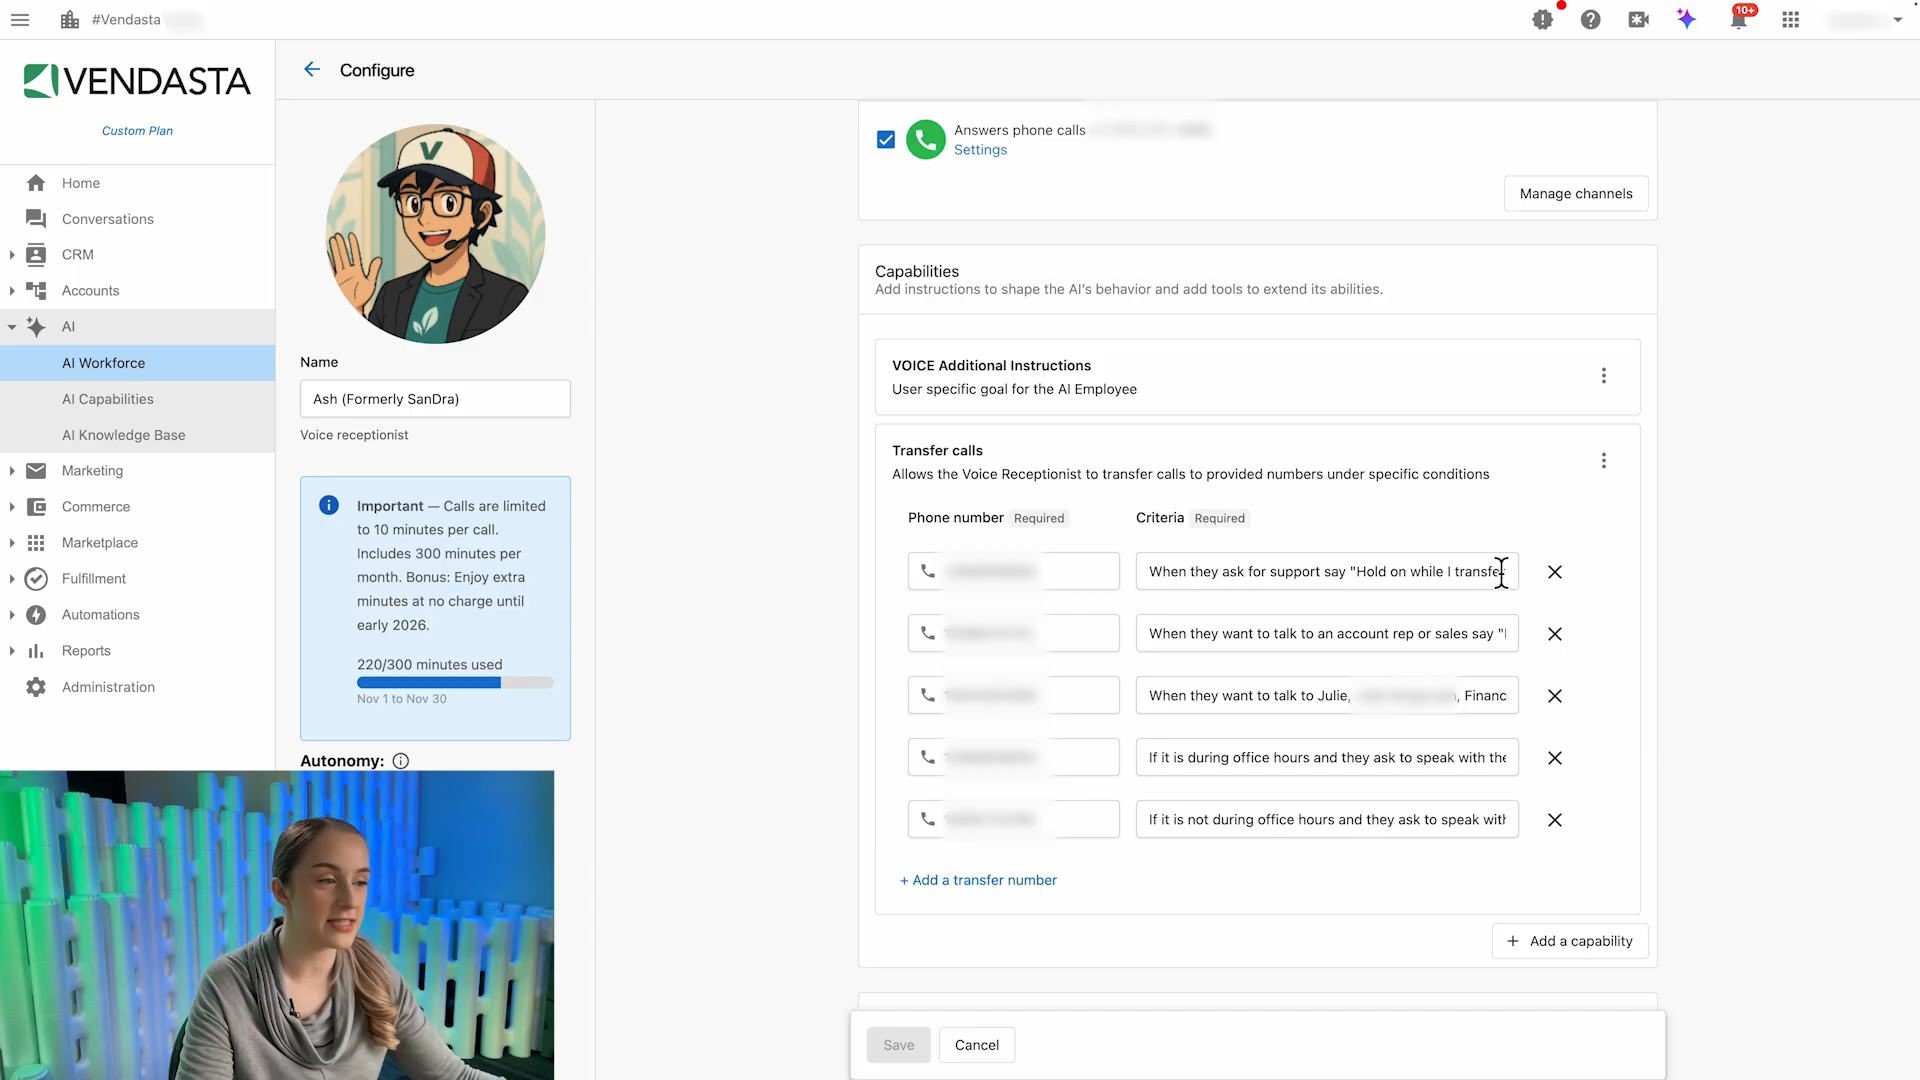 #Vendasta
10+
VENDASTA
Custom Plan
Home
Conversations
CRM
Accounts
AI
AI Workforce
AI Capabilities
AI Knowledge Base
Marketing
Commerce
Marketplace
Fulfillment
Automations
Reports
Administration
Configure
V
Name
Ash (Formerly SanDra)
Voice receptionist
Important — Calls are limited
to 10 minutes per call.
Includes 300 minutes per
month. Bonus: Enjoy extra
minutes at no charge until
early 2026.
220/300 minutes used
Nov 1 to Nov 30
Autonomy:
Answers phone calls
Settings
Manage channels
Capabilities
Add instructions to shape the AI's behavior and add tools to extend its abilities.
VOICE Additional Instructions
User specific goal for the AI Employee
Transfer calls
Allows the Voice Receptionist to transfer calls to provided numbers under specific conditions
Phone number Required
Criteria Required
When they ask for support say "Hold on while I transfe
When they want to talk to an account rep or sales say "
When they want to talk to Julie, , Financ
If it is during office hours and they ask to speak with the
If it is not during office hours and they ask to speak with
+ Add a transfer number
+ Add a capability
Save
Cancel